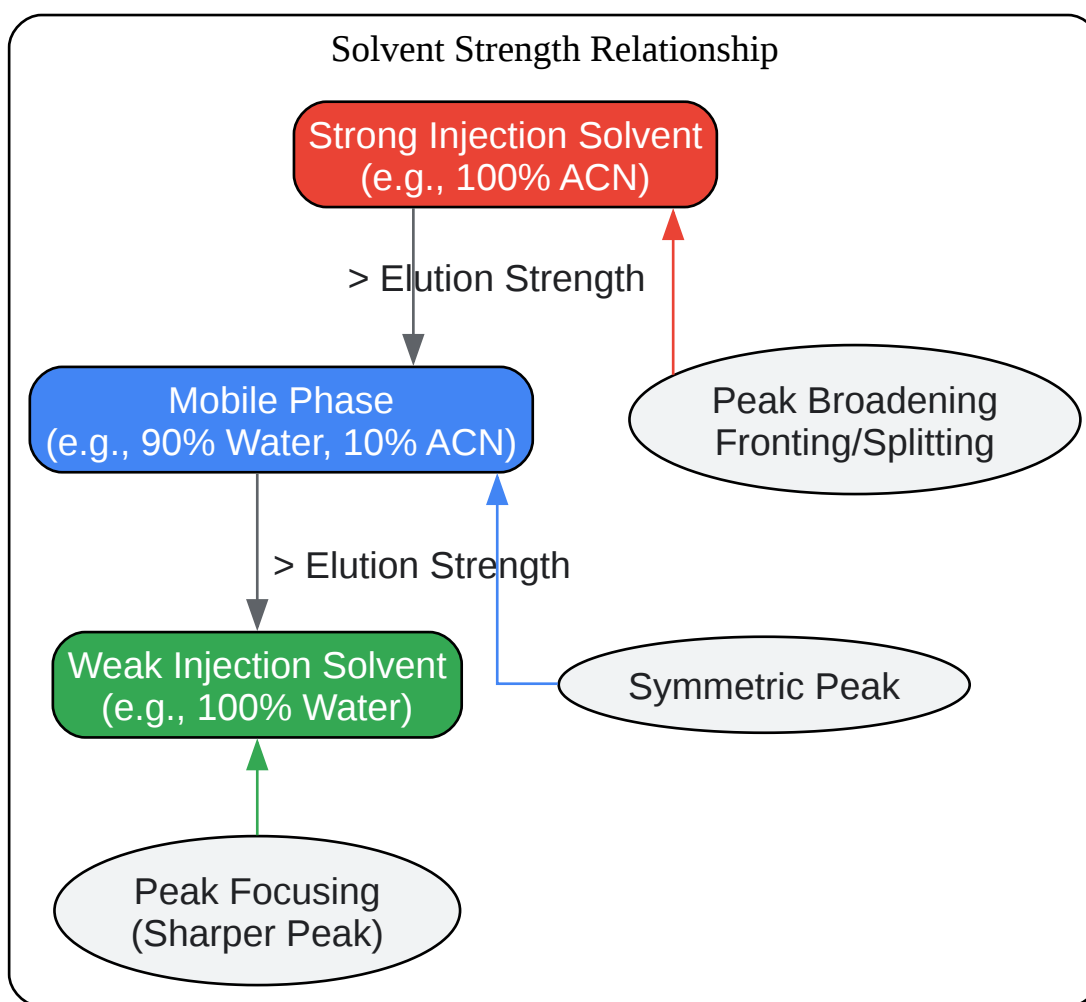 Solvent Strength Relationship
Strong Injection Solvent
(e.g., 100% ACN)
> Elution Strength
Mobile Phase
(e.g., 90% Water, 10% ACN)
Peak Broadening
Fronting/Splitting
> Elution Strength
Weak Injection Solvent
(e.g., 100% Water)
Symmetric Peak
Peak Focusing
(Sharper Peak)